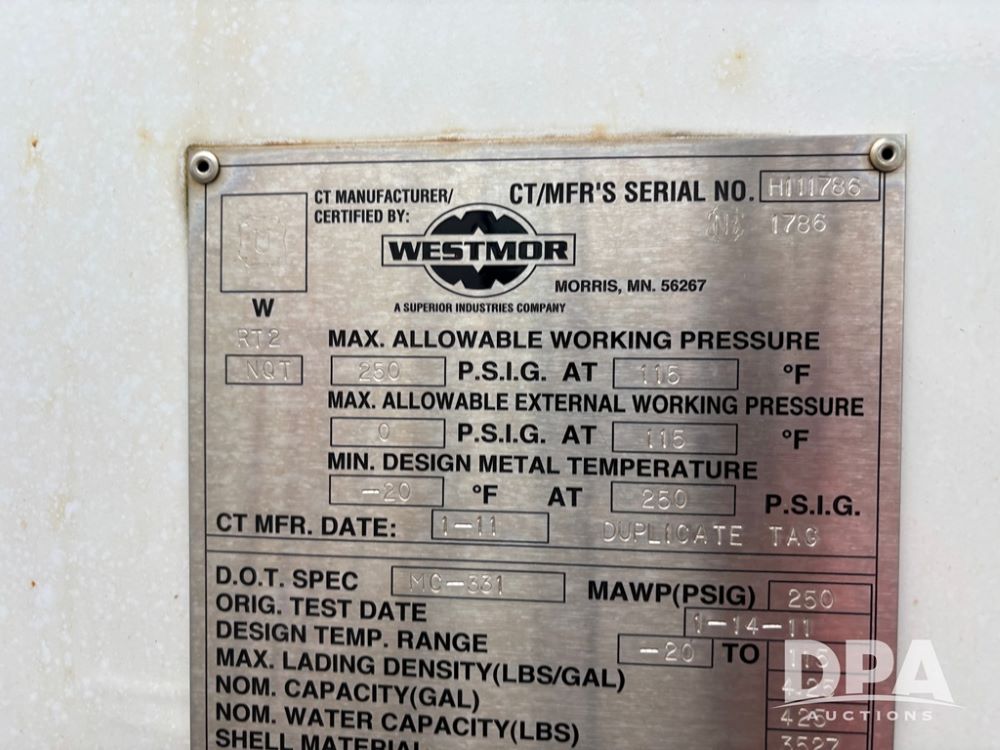 CT MANUFACTURER/ CT/MFR'S SERIAL NO. H111786
CERTIFIED BY: 1786
WESTMOR
MORRIS, MN. 56267
A SUPERIOR INDUSTRIES COMPANY
W
RT2 MAX. ALLOWABLE WORKING PRESSURE
NQT 250 P.S.I.G. AT 115 °F
MAX. ALLOWABLE EXTERNAL WORKING PRESSURE
0 P.S.I.G. AT 115 °F
MIN. DESIGN METAL TEMPERATURE
-20 °F AT 250 P.S.I.G.
CT MFR. DATE: 1-11 DUPLICATE TAG
D.O.T. SPEC MC-331 MAWP(PSIG) 250
ORIG. TEST DATE 1-14-11
DESIGN TEMP. RANGE -20 TO 115
MAX. LADING DENSITY(LBS/GAL) 4.25
NOM. CAPACITY(GAL) 425
NOM. WATER CAPACITY(LBS) 3527
SHELL MATERIAL
DPA
AUCTIONS